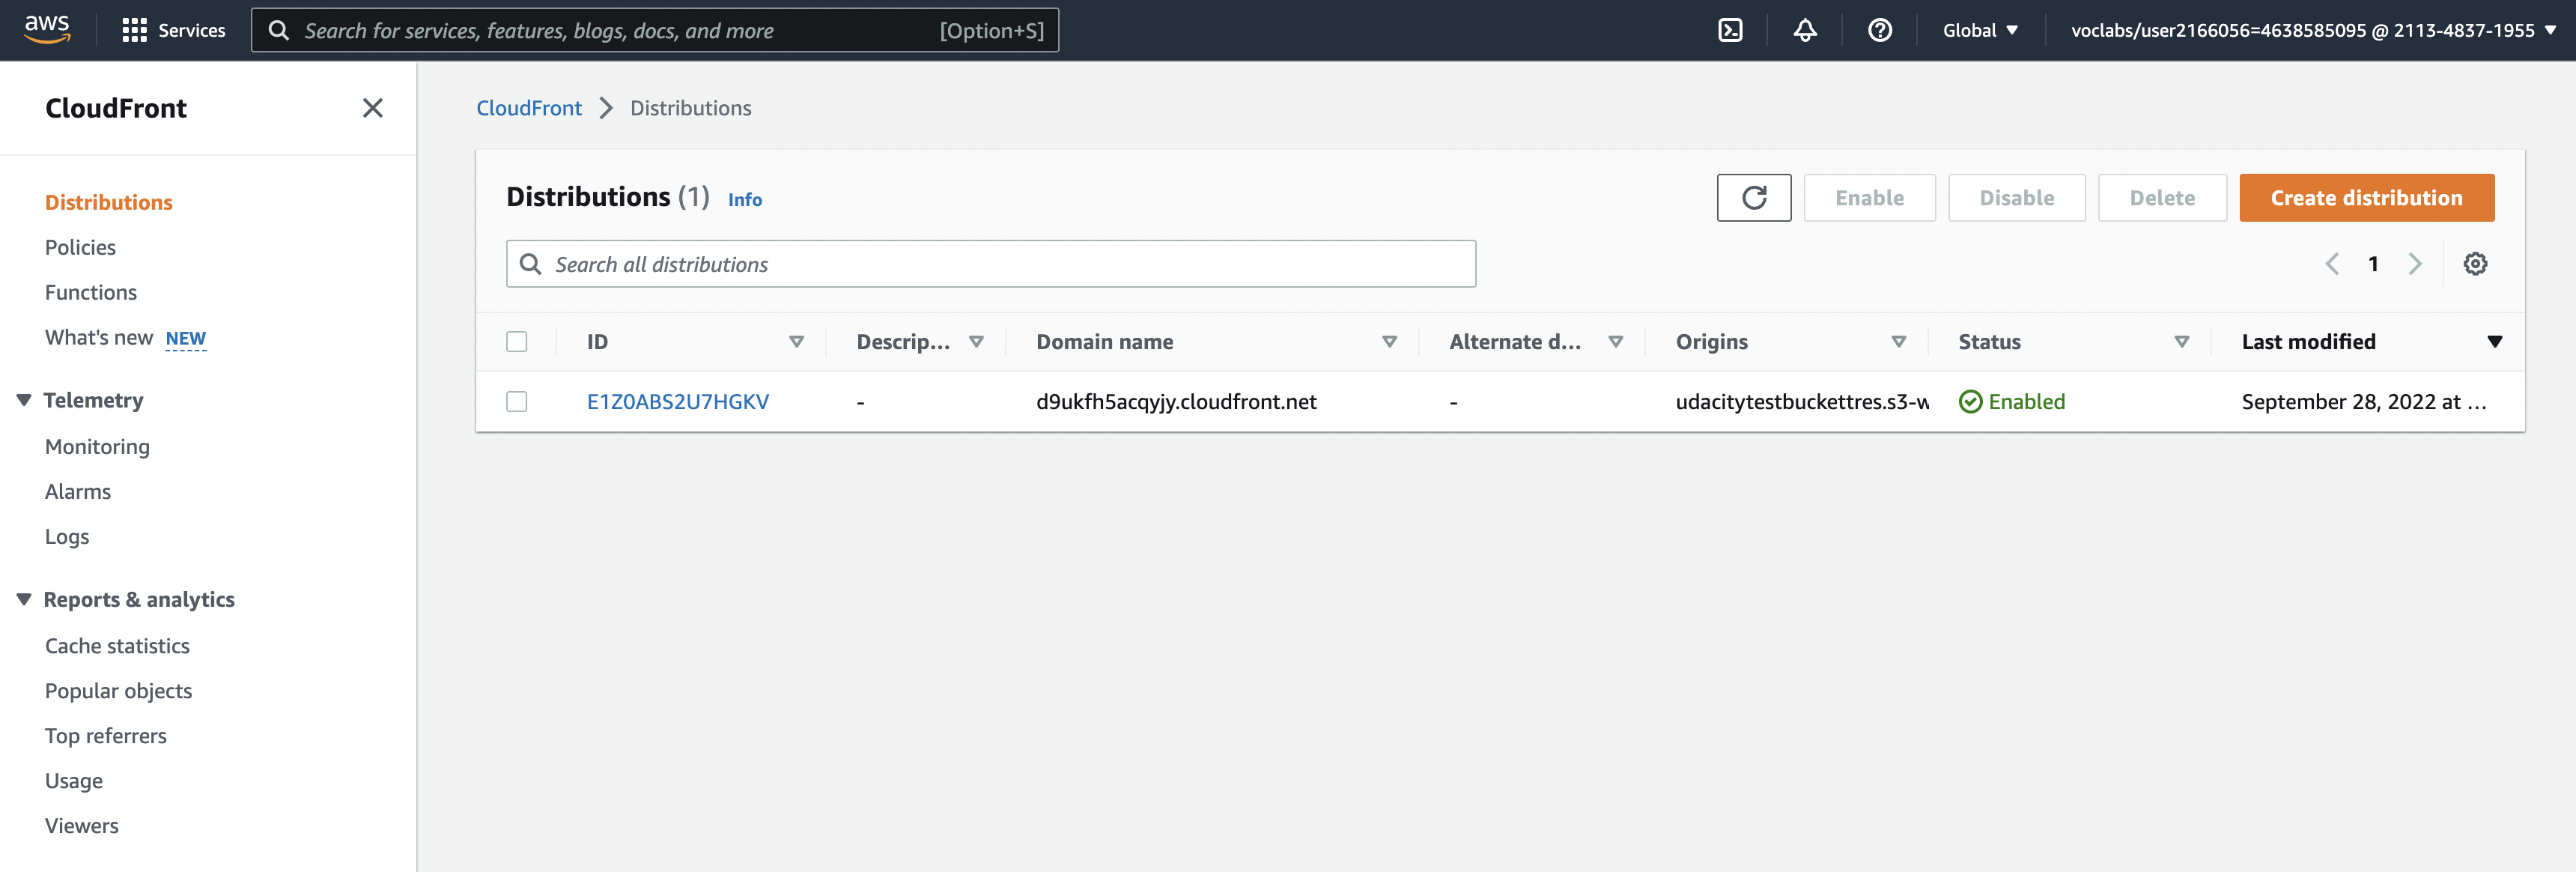 aws Services Search for services, features, blogs, docs, and more [Option+S] Global voclabs/user2166056=4638585095 @ 2113-4837-1955
CloudFront
Distributions
Policies
Functions
What's new NEW
Telemetry
Monitoring
Alarms
Logs
Reports & analytics
Cache statistics
Popular objects
Top referrers
Usage
Viewers
CloudFront Distributions
Distributions (1) Info Enable Disable Delete Create distribution
Search all distributions 1
ID Descrip... Domain name Alternate d... Origins Status Last modified
E1Z0ABS2U7HGKV - d9ukfh5acqyjy.cloudfront.net - udacitytestbuckettres.s3-w Enabled September 28, 2022 at ...